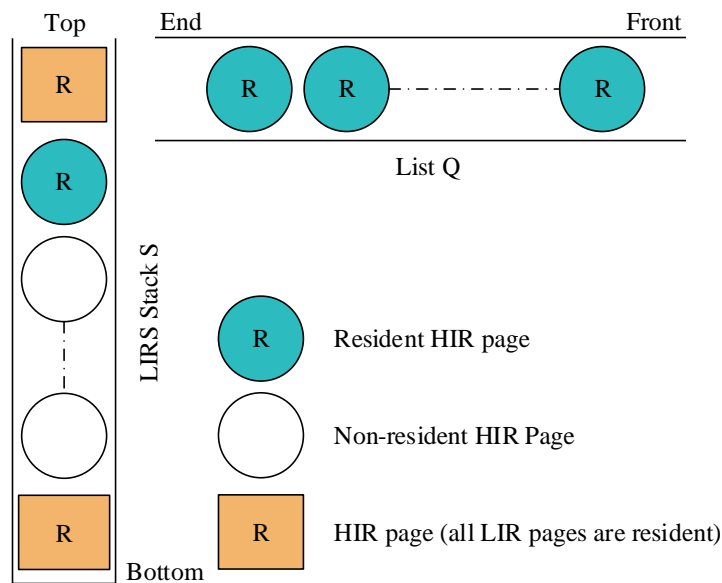 Top
End
Front
R
R
R
R
R
List Q
LIRS Stack S
R
Resident HIR page
Non-resident HIR Page
R
R
HIR page (all LIR pages are resident)
Bottom